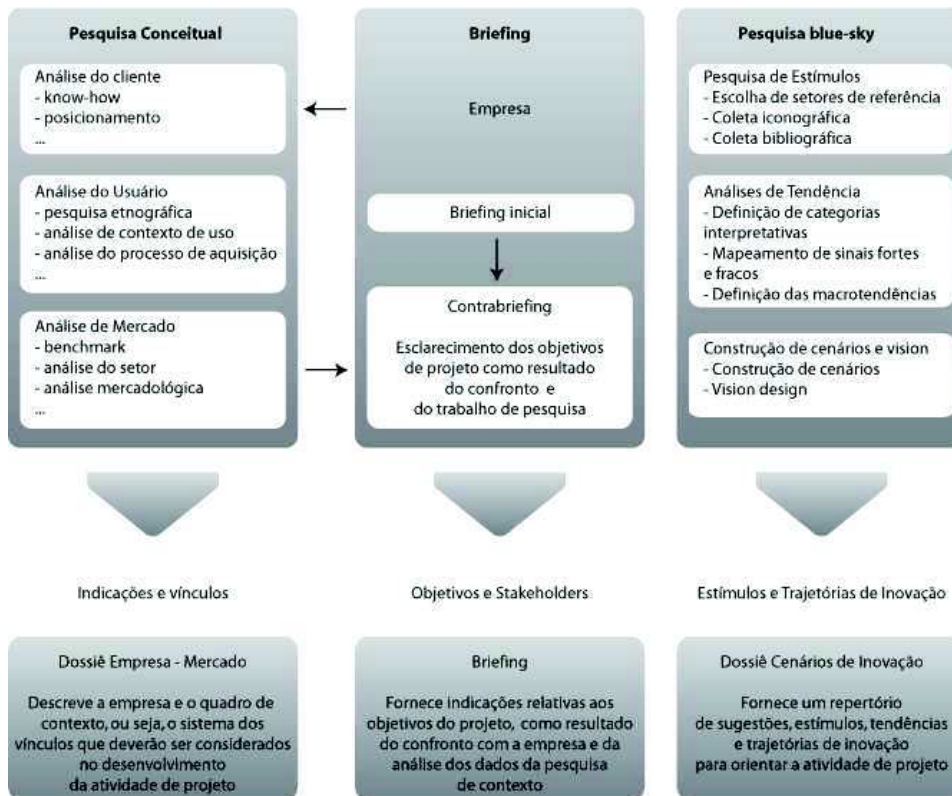 Pesquisa Conceitual
Análise do cliente
- know-how
- posicionamento
...
Análise do Usuário
- pesquisa etnográfica
- análise de contexto de uso
- análise do processo de aquisição
...
Análise de Mercado
- benchmark
- análise do setor
- análise mercadológica
...
Briefing
Empresa
Briefing inicial
Contrabriefing
Esclarecimento dos objetivos
de projeto como resultado
do confronto e
do trabalho de pesquisa
Pesquisa blue-sky
Pesquisa de Estímulos
- Escolha de setores de referência
- Coleta iconográfica
- Coleta bibliográfica
Análises de Tendência
- Definição de categorias
interpretativas
- Mapeamento de sinais fortes
e fracos
- Definição das macrotendências
Construção de cenários e vision
- Construção de cenários
- Vision design
Indicações e vínculos
Objetivos e Stakeholders
Estímulos e Trajetórias de Inovação
Dossiê Empresa - Mercado
Descreve a empresa e o quadro de
contexto, ou seja, o sistema dos
vínculos que deverão ser considerados
no desenvolvimento
da atividade de projeto
Briefing
Fornece indicações relativas aos
objetivos do projeto, como resultado
do confronto com a empresa e da
análise dos dados da pesquisa
de contexto
Dossiê Cenários de Inovação
Fornece um repertório
de sugestões, estímulos, tendências
e trajetórias de inovação
para orientar a atividade de projeto